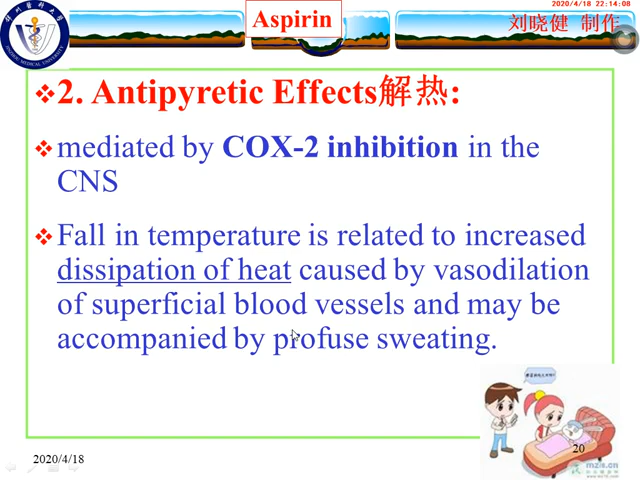 2020/4/18 22:14:08
Aspirin
刘晓健 制作
2. Antipyretic Effects解热:
mediated by COX-2 inhibition in the
CNS
Fall in temperature is related to increased
dissipation of heat caused by vasodilation
of superficial blood vessels and may be
accompanied by profuse sweating.
2020/4/18
20